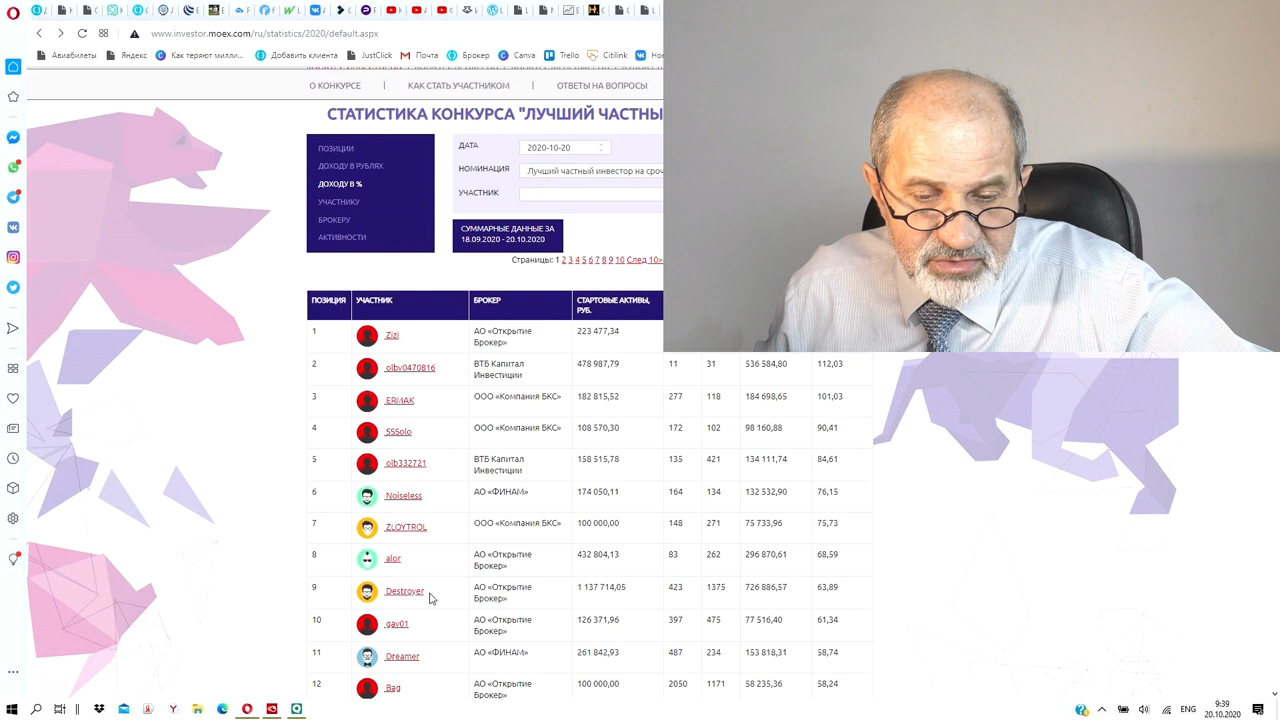 www.investor.moex.com/ru/statistics/2020/default.aspx
Авиабилеты Яндекс Как теряют милли... Добавить клиента JustClick Почта Брокер Canva Trello Citilink
О КОНКУРСЕ | КАК СТАТЬ УЧАСТНИКОМ | ОТВЕТЫ НА ВОПРОСЫ
СТАТИСТИКА КОНКУРСА "ЛУЧШИЙ ЧАСТНЫ
ПОЗИЦИИ
ДОХОДУ В РУБЛЯХ
ДОХОДУ В %
УЧАСТНИКУ
БРОКЕРУ
АКТИВНОСТИ
ДАТА 2020-10-20
НОМИНАЦИЯ Лучший частный инвестор на сроч
УЧАСТНИК
СУММАРНЫЕ ДАННЫЕ ЗА
18.09.2020 - 20.10.2020
Страницы: 1 2 3 4 5 6 7 8 9 10 След 10>
ПОЗИЦИЯ УЧАСТНИК БРОКЕР СТАРТОВЫЕ АКТИВЫ,
РУБ.
1 Zizi АО «Открытие 223 477,34
Брокер»
2 olbv0470816 ВТБ Капитал 478 987,79 11 31 536 584,80 112,03
Инвестиции
3 ERMAK ООО «Компания БКС» 182 815,52 277 118 184 698,65 101,03
4 SSSolo ООО «Компания БКС» 108 570,30 172 102 98 160,88 90,41
5 olb332721 ВТБ Капитал 158 515,78 135 421 134 111,74 84,61
Инвестиции
6 Noiseless АО «ФИНАМ» 174 050,11 164 134 132 532,90 76,15
7 ZLOYTROL ООО «Компания БКС» 100 000,00 148 271 75 733,96 75,73
8 alor АО «Открытие 432 804,13 83 262 296 870,61 68,59
Брокер»
9 Destroyer АО «Открытие 1 137 714,05 423 1375 726 886,57 63,89
Брокер»
10 gav01 АО «Открытие 126 371,96 397 475 77 516,40 61,34
Брокер»
11 Dreamer АО «ФИНАМ» 261 842,93 487 234 153 818,31 58,74
12 Bag АО «Открытие 100 000,00 2050 1171 58 235,36 58,24
Брокер»
ENG 9:39
20.10.2020